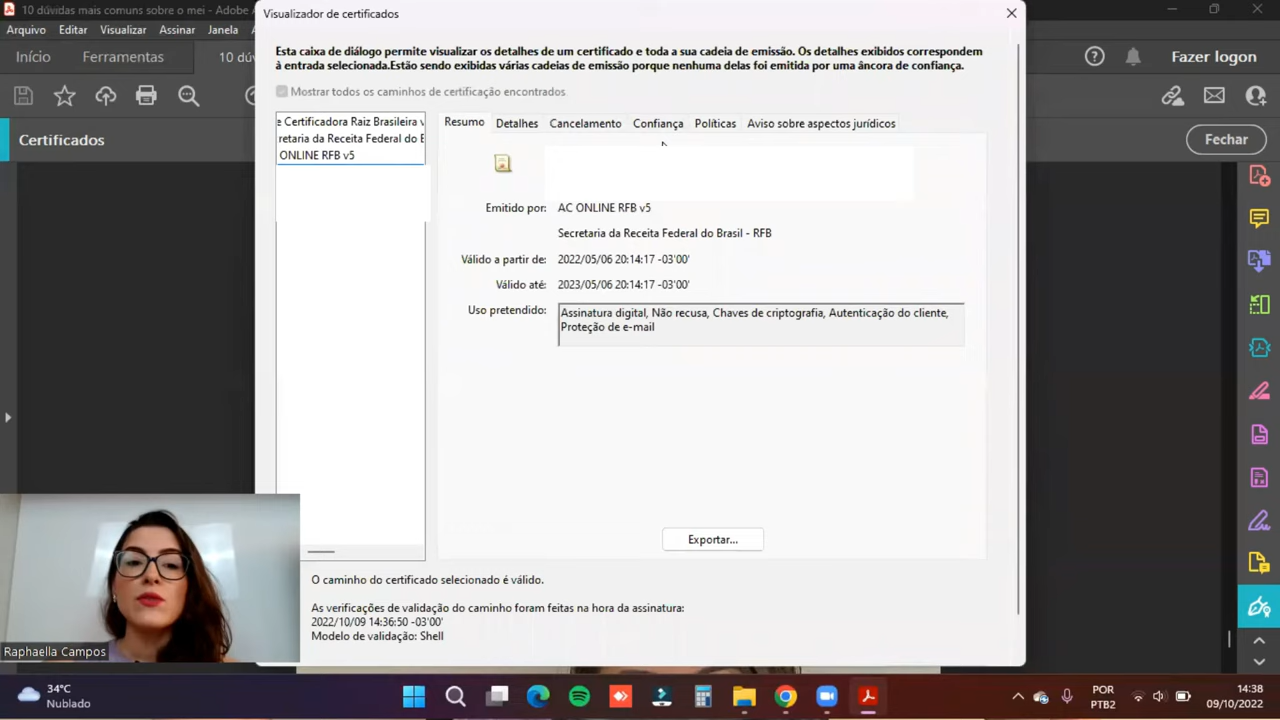 10 dúvidas mais comuns sobre o mei - Adobe A
Visualizador de certificados
Arquivo Editar Visualizar Assinar Janela
Início Ferramentas 10 dúv
Fazer logon
Esta caixa de diálogo permite visualizar os detalhes de um certificado e toda a sua cadeia de emissão. Os detalhes exibidos correspondem
à entrada selecionada.Estão sendo exibidas várias cadeias de emissão porque nenhuma delas foi emitida por uma âncora de confiança.
Mostrar todos os caminhos de certificação encontrados
Certificados
Fechar
e Certificadora Raiz Brasileira v
retaria da Receita Federal do B
ONLINE RFB v5
Resumo Detalhes Cancelamento Confiança Políticas Aviso sobre aspectos jurídicos
Emitido por: AC ONLINE RFB v5
Secretaria da Receita Federal do Brasil - RFB
Válido a partir de: 2022/05/06 20:14:17 -03'00'
Válido até: 2023/05/06 20:14:17 -03'00'
Uso pretendido: Assinatura digital, Não recusa, Chaves de criptografia, Autenticação do cliente,
Proteção de e-mail
Exportar...
O caminho do certificado selecionado é válido.
As verificações de validação do caminho foram feitas na hora da assinatura:
2022/10/09 14:36:50 -03'00'
Modelo de validação: Shell
Raphaella Campos
34°C
Nublado
POR
PTB2
14:38
09/10/2022